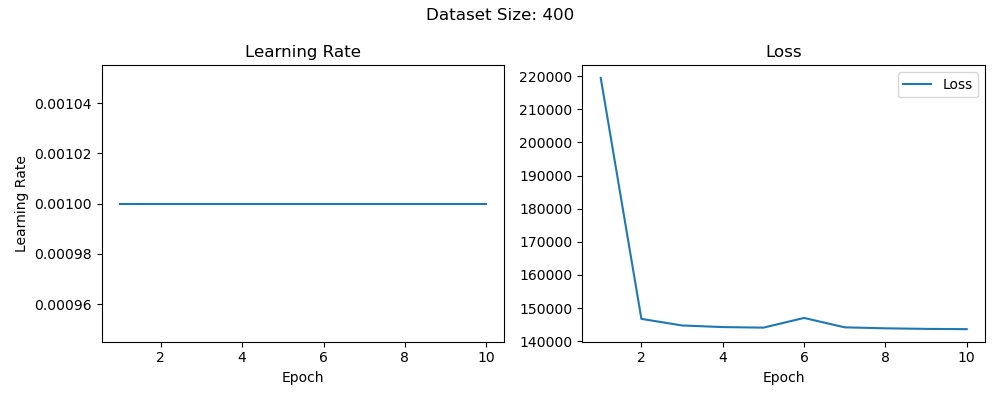 Dataset Size: 400
Learning Rate
Learning Rate
0.00104
0.00102
0.00100
0.00098
0.00096
2 4 6 8 10
Epoch
Loss
Loss
220000
210000
200000
190000
180000
170000
160000
150000
140000
2 4 6 8 10
Epoch